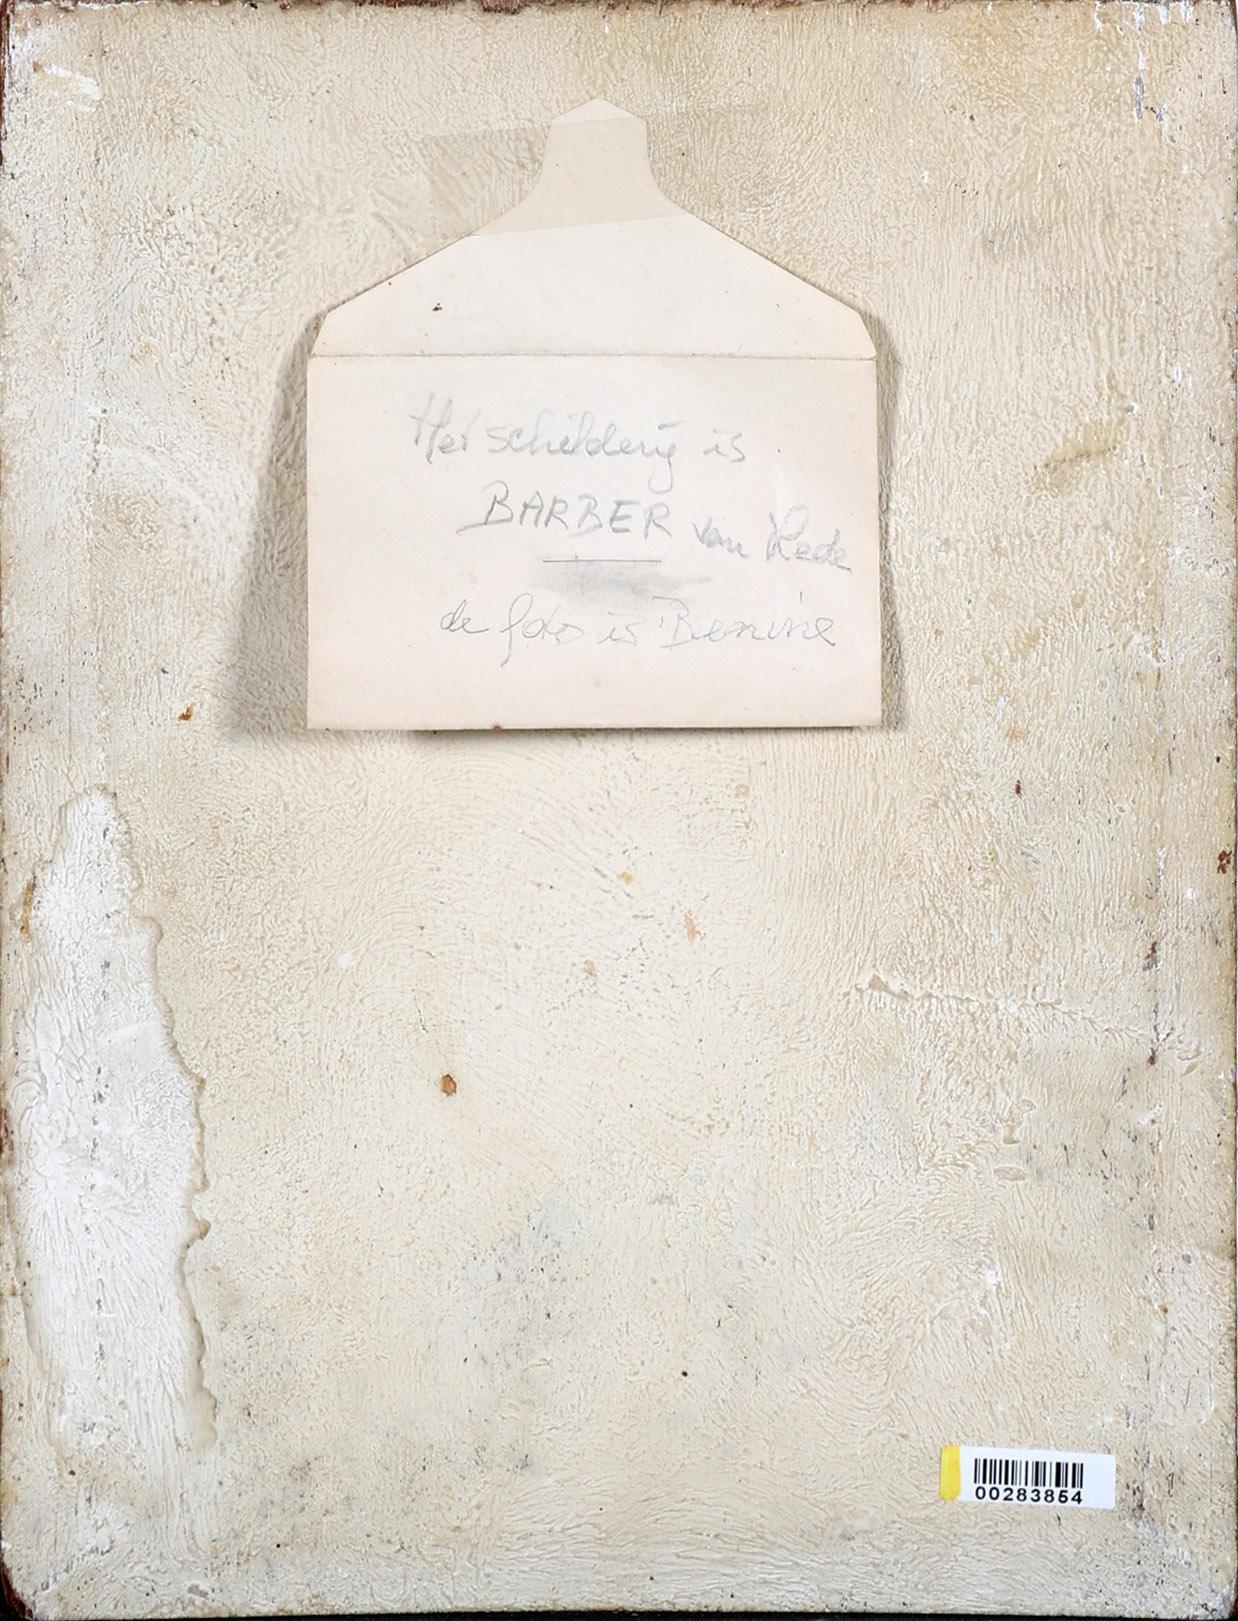 Het schilderij is
BARBER van Rede
de foto is Benine
00283854